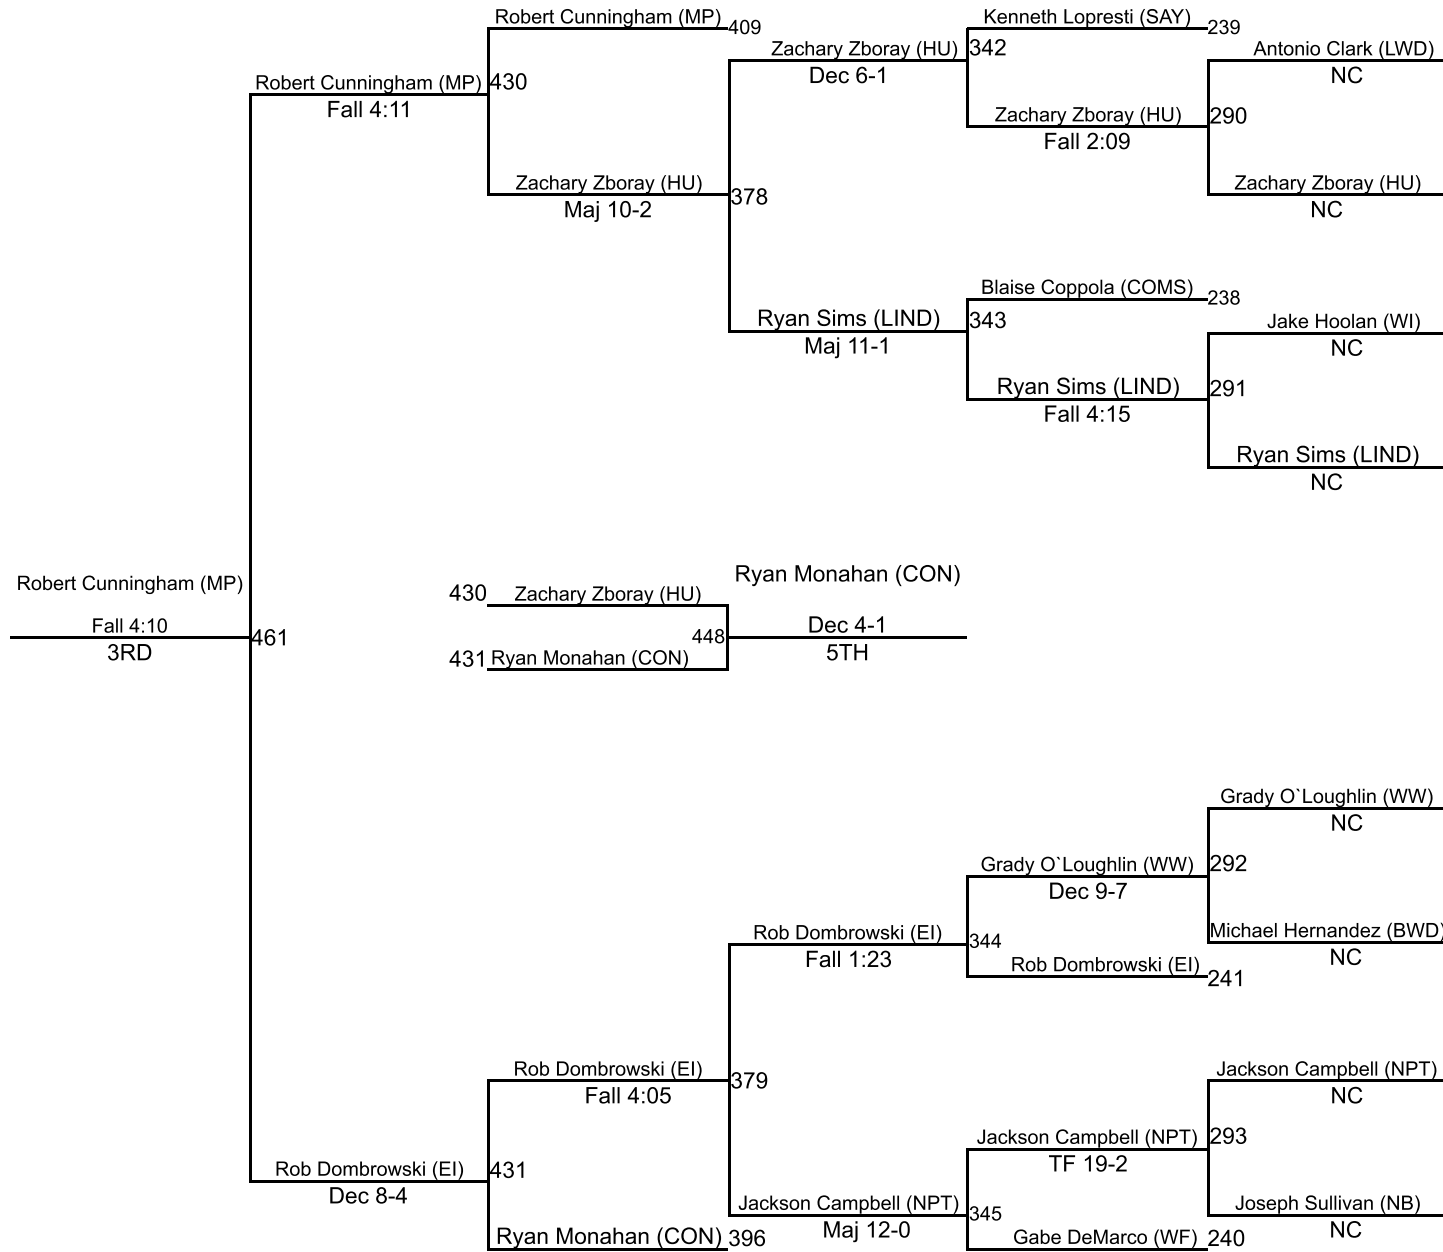 Robert Cunningham (MP)
409
Kenneth Lopresti (SAY)
239
Zachary Zboray (HU)
342
Dec 6-1
Antonio Clark (LWD)
NC
Robert Cunningham (MP)
430
Fall 4:11
Zachary Zboray (HU)
290
Fall 2:09
Zachary Zboray (HU)
378
Maj 10-2
Zachary Zboray (HU)
NC
Blaise Coppola (COMS)
238
Ryan Sims (LIND)
343
Maj 11-1
Jake Hoolan (WI)
NC
Ryan Sims (LIND)
291
Fall 4:15
Ryan Sims (LIND)
NC
Robert Cunningham (MP)
Fall 4:10
461
3RD
430
Zachary Zboray (HU)
Ryan Monahan (CON)
448
Dec 4-1
431
Ryan Monahan (CON)
5TH
Grady O`Loughlin (WW)
NC
Grady O`Loughlin (WW)
292
Dec 9-7
Michael Hernandez (BWD)
NC
Rob Dombrowski (EI)
344
Fall 1:23
Rob Dombrowski (EI)
241
Rob Dombrowski (EI)
379
Fall 4:05
Jackson Campbell (NPT)
NC
Jackson Campbell (NPT)
293
TF 19-2
Rob Dombrowski (EI)
431
Dec 8-4
Jackson Campbell (NPT)
345
Maj 12-0
Joseph Sullivan (NB)
NC
Ryan Monahan (CON)
396
Gabe DeMarco (WF)
240